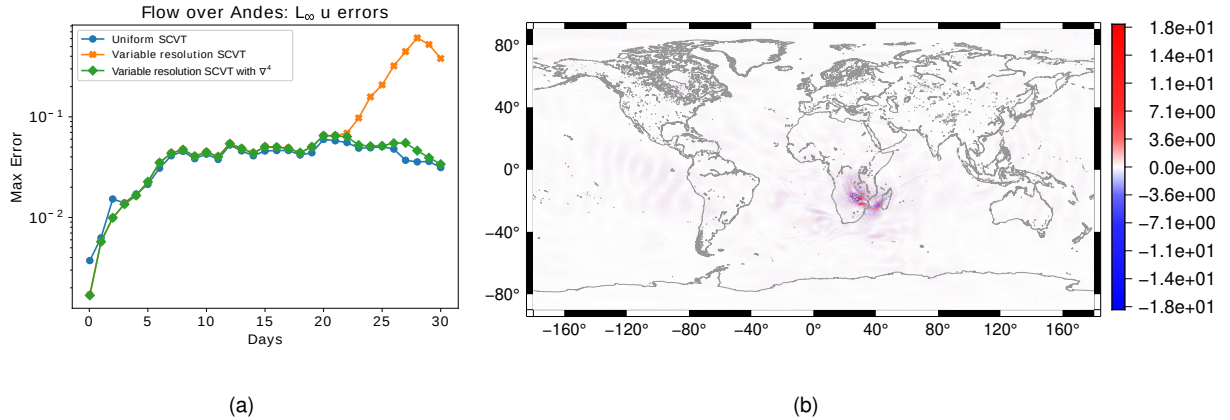 Flow over Andes: L∞ u errors
Uniform SCVT
Variable resolution SCVT
Variable resolution SCVT with ∇⁴
Max Error
10⁻¹
10⁻²
0 5 10 15 20 25 30
Days
(a)
80°
40°
0°
−40°
−80°
−160° −120° −80° −40° 0° 40° 80° 120° 160°
1.8e+01
1.4e+01
1.1e+01
7.1e+00
3.6e+00
0.0e+00
−3.6e+00
−7.1e+00
−1.1e+01
−1.4e+01
−1.8e+01
(b)